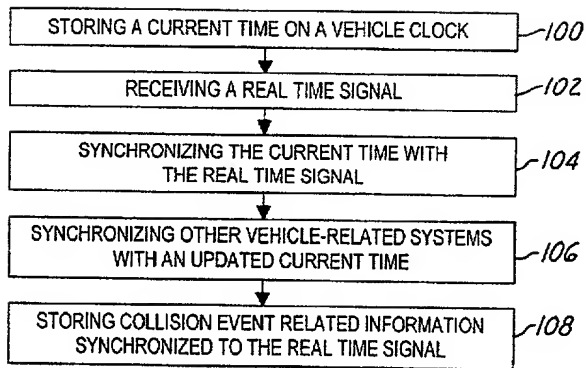 STORING A CURRENT TIME ON A VEHICLE CLOCK
100
RECEIVING A REAL TIME SIGNAL
102
SYNCHRONIZING THE CURRENT TIME WITH
THE REAL TIME SIGNAL
104
SYNCHRONIZING OTHER VEHICLE-RELATED SYSTEMS
WITH AN UPDATED CURRENT TIME
106
STORING COLLISION EVENT RELATED INFORMATION
SYNCHRONIZED TO THE REAL TIME SIGNAL
108